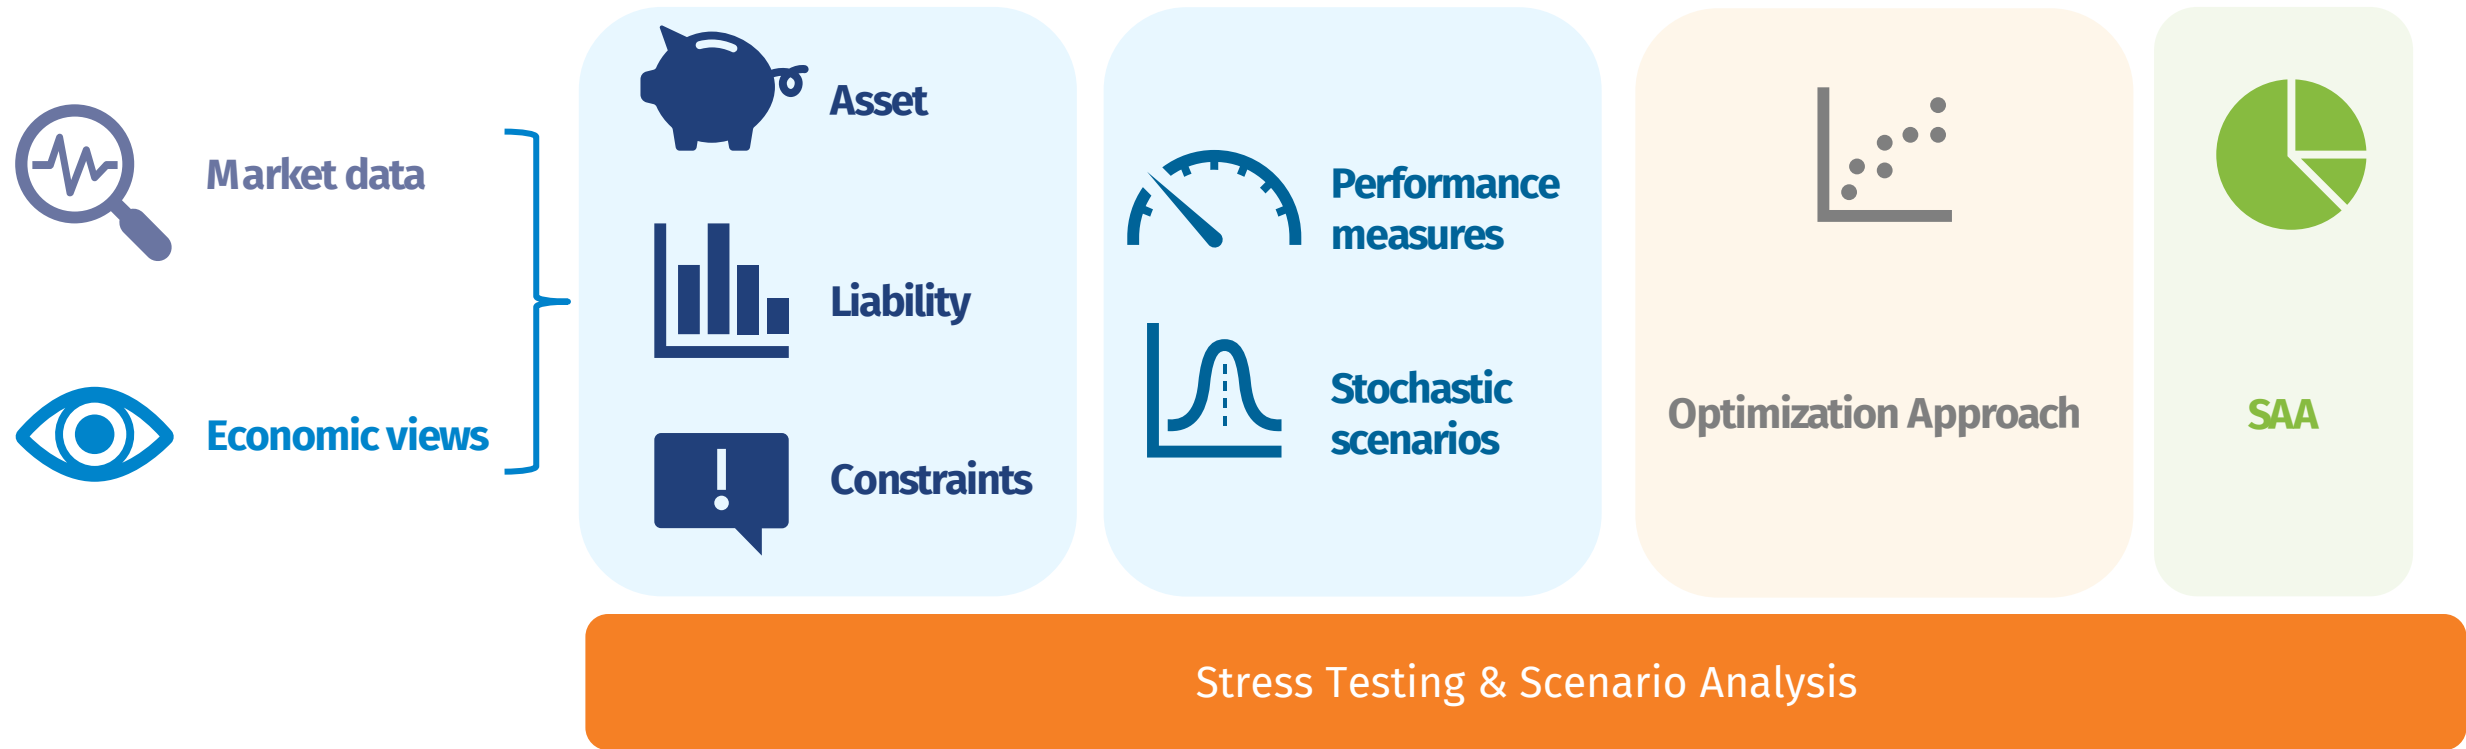 Market data
Economic views
Asset
Liability
Constraints
Performance
measures
Stochastic
scenarios
Optimization Approach
SAA
Stress Testing & Scenario Analysis